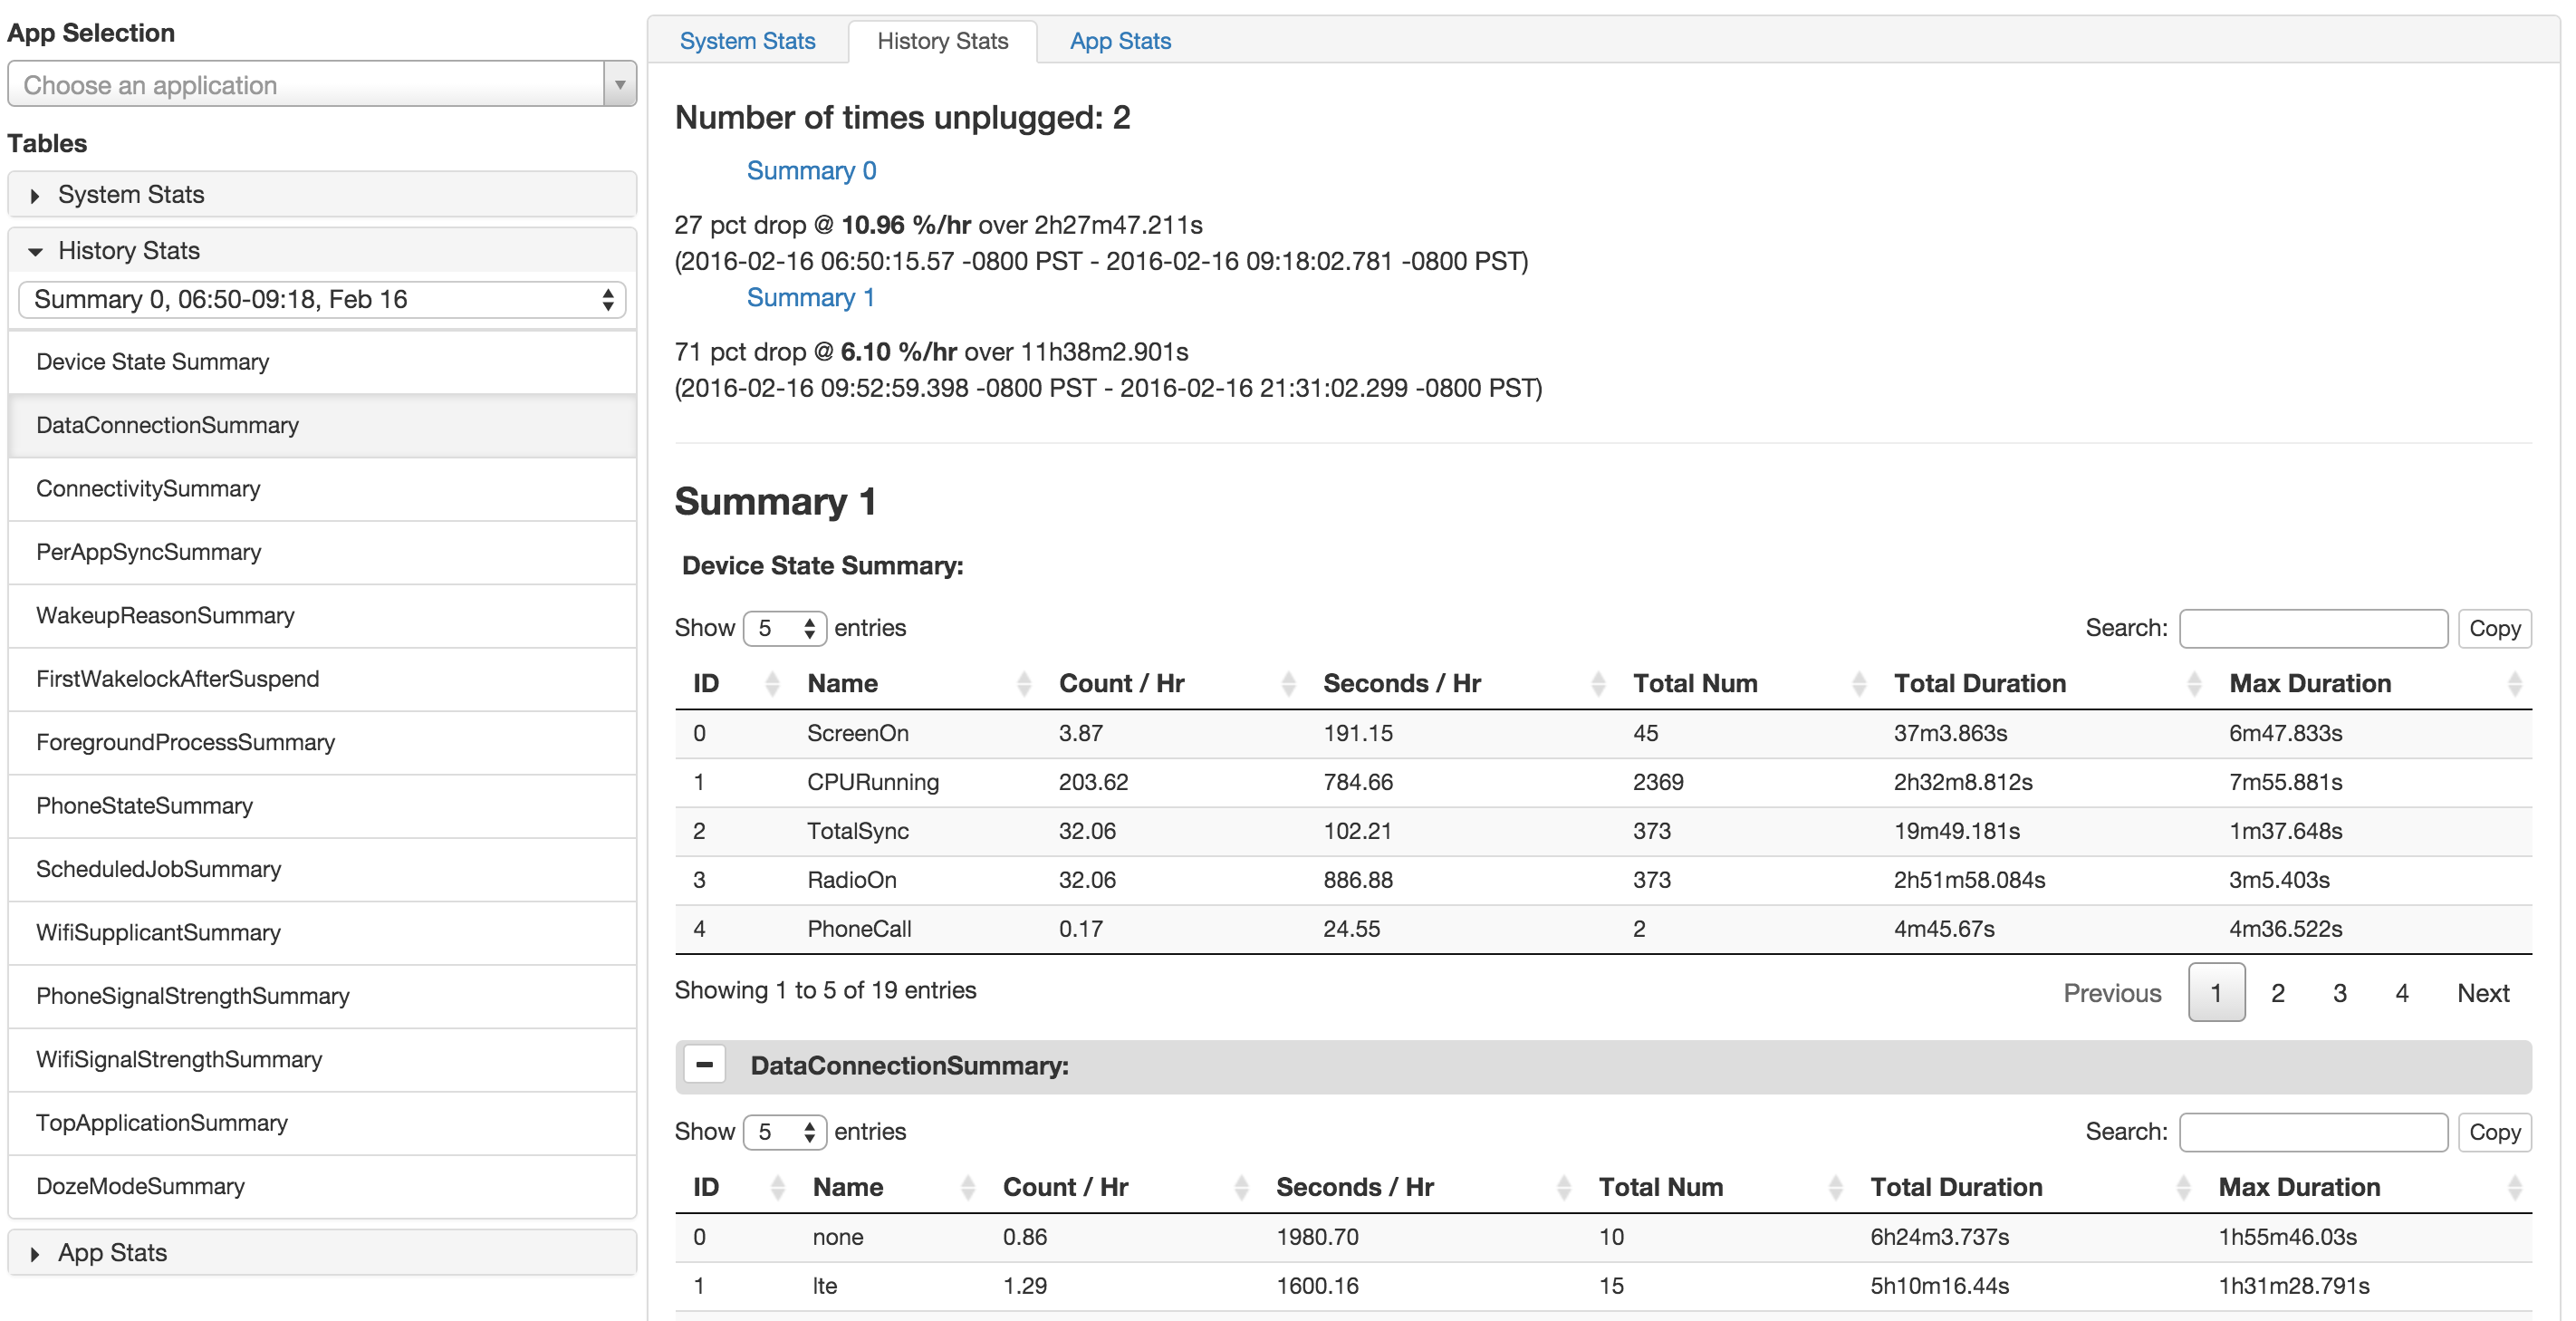 App Selection
Choose an application
Tables
System Stats
History Stats
Summary 0, 06:50-09:18, Feb 16
Device State Summary
DataConnectionSummary
ConnectivitySummary
PerAppSyncSummary
WakeupReasonSummary
FirstWakelockAfterSuspend
ForegroundProcessSummary
PhoneStateSummary
ScheduledJobSummary
WifiSupplicantSummary
PhoneSignalStrengthSummary
WifiSignalStrengthSummary
TopApplicationSummary
DozeModeSummary
App Stats
System Stats History Stats App Stats
Number of times unplugged: 2
Summary 0
27 pct drop @ 10.96 %/hr over 2h27m47.211s
(2016-02-16 06:50:15.57 -0800 PST - 2016-02-16 09:18:02.781 -0800 PST)
Summary 1
71 pct drop @ 6.10 %/hr over 11h38m2.901s
(2016-02-16 09:52:59.398 -0800 PST - 2016-02-16 21:31:02.299 -0800 PST)
Summary 1
Device State Summary:
Show 5 entries Search: Copy
ID Name Count / Hr Seconds / Hr Total Num Total Duration Max Duration
0 ScreenOn 3.87 191.15 45 37m3.863s 6m47.833s
1 CPURunning 203.62 784.66 2369 2h32m8.812s 7m55.881s
2 TotalSync 32.06 102.21 373 19m49.181s 1m37.648s
3 RadioOn 32.06 886.88 373 2h51m58.084s 3m5.403s
4 PhoneCall 0.17 24.55 2 4m45.67s 4m36.522s
Showing 1 to 5 of 19 entries Previous 1 2 3 4 Next
DataConnectionSummary:
Show 5 entries Search: Copy
ID Name Count / Hr Seconds / Hr Total Num Total Duration Max Duration
0 none 0.86 1980.70 10 6h24m3.737s 1h55m46.03s
1 lte 1.29 1600.16 15 5h10m16.44s 1h31m28.791s